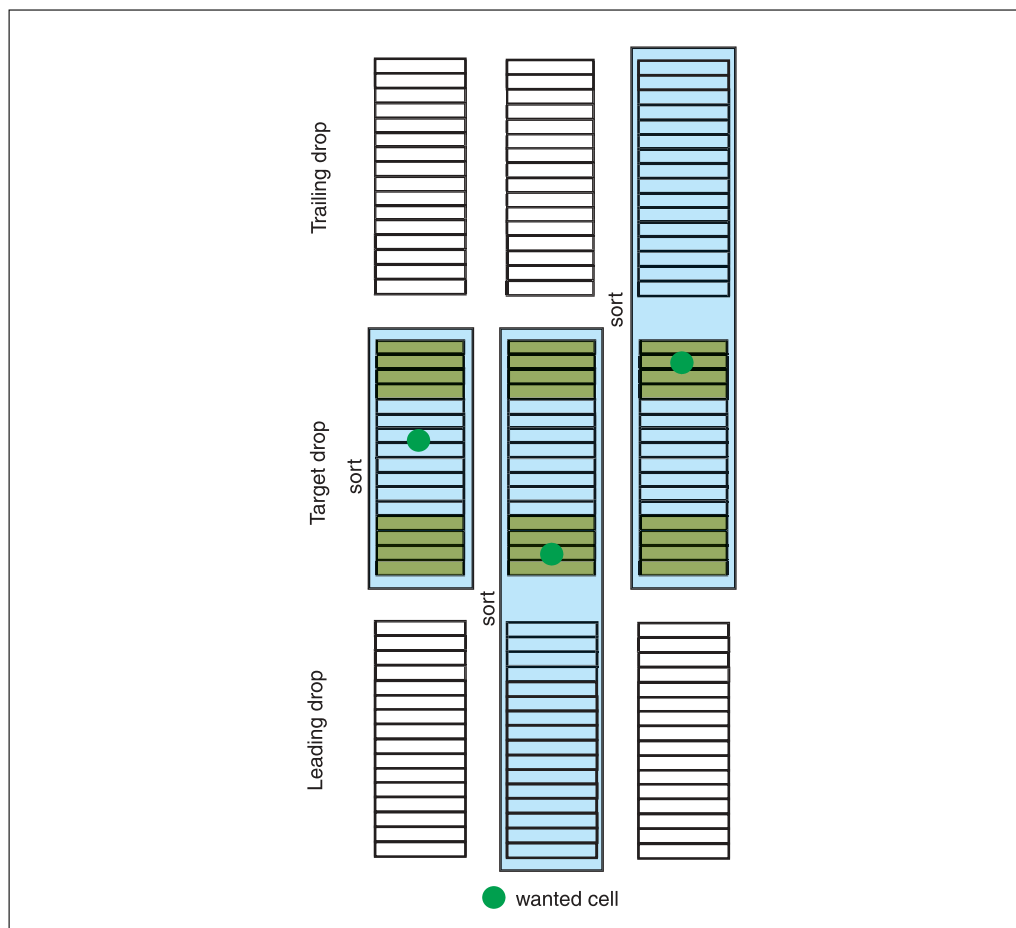 Trailing drop
sort
Target drop
sort
sort
Leading drop
wanted cell